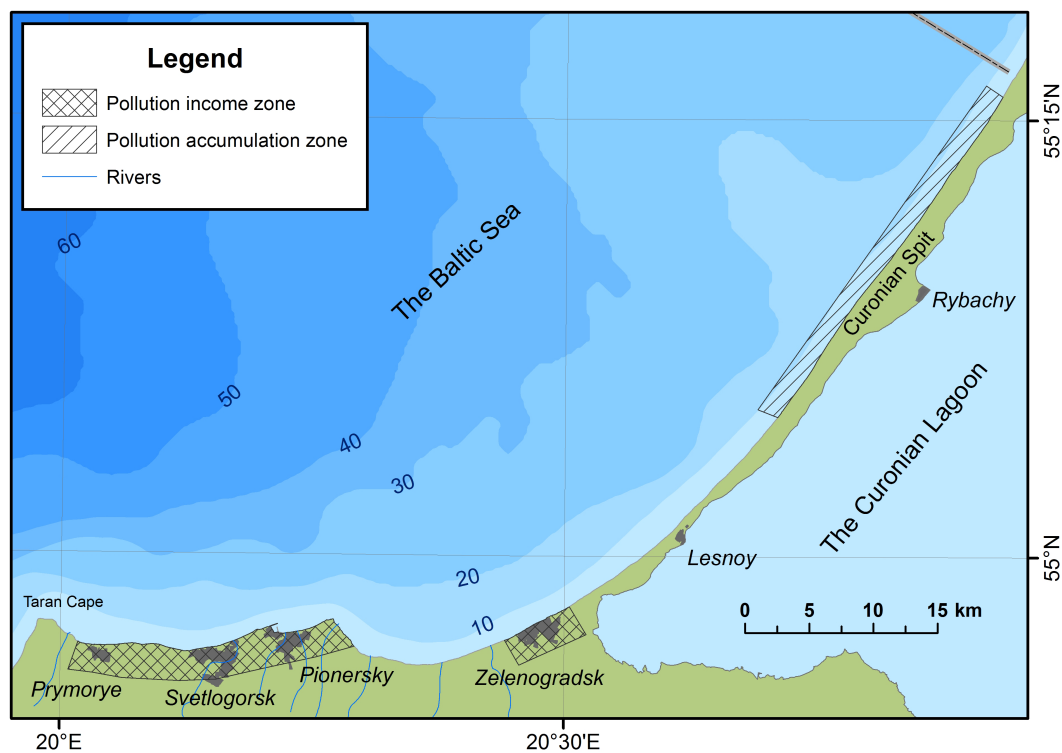 Legend
Pollution income zone
Pollution accumulation zone
Rivers
55°15'N
60
The Baltic Sea
Curonian Spit
Rybachy
50
40
30
The Curonian Lagoon
Lesnoy
55°N
20
Taran Cape
10
0 5 10 15 km
Prymorye
Svetlogorsk
Pionersky
Zelenogradsk
20°E
20°30'E